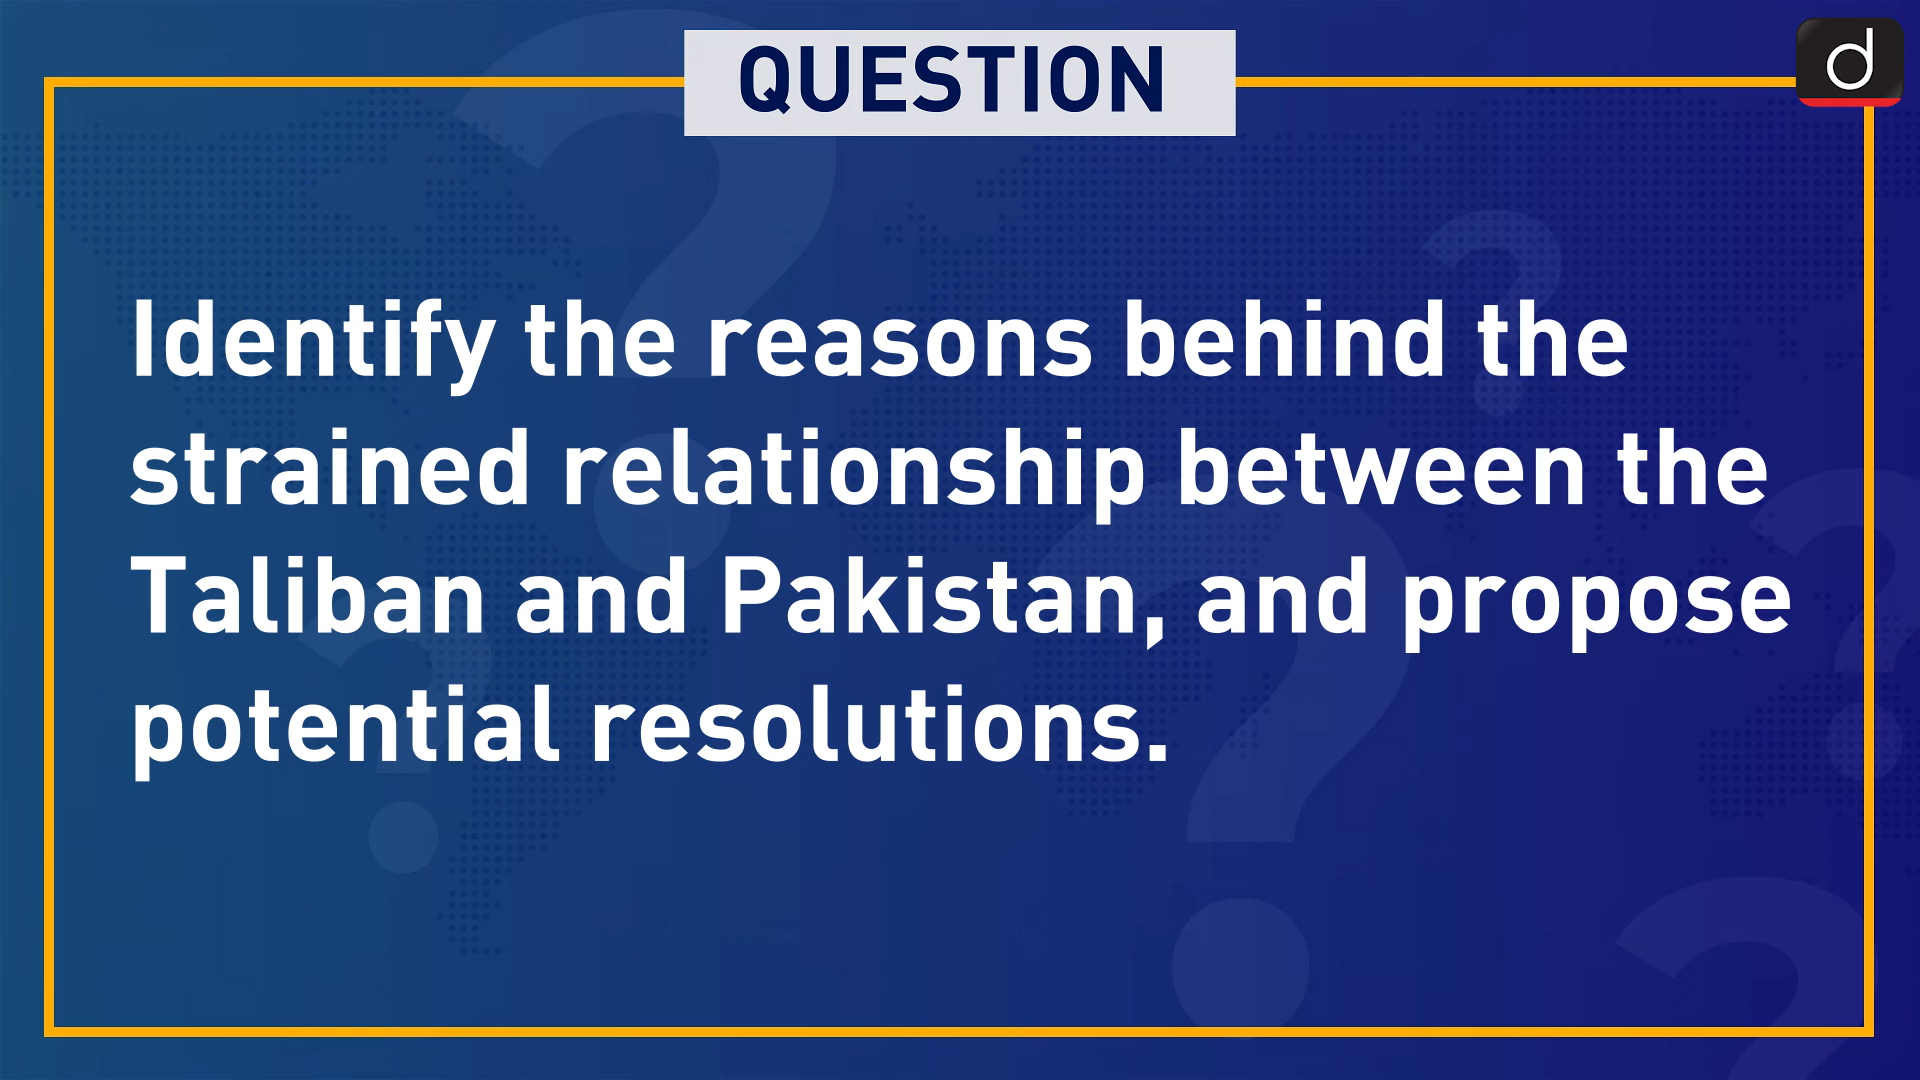 QUESTION
d
Identify the reasons behind the
strained relationship between the
Taliban and Pakistan, and propose
potential resolutions.